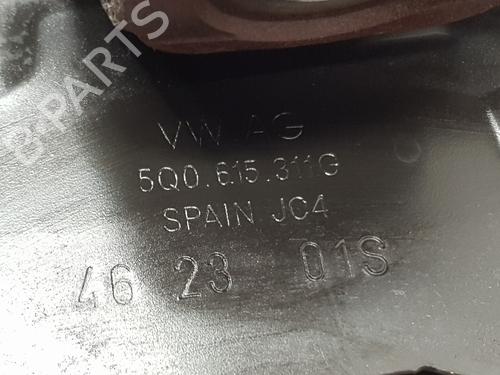 B-PARTS
VW AG
5Q0.615.311G
SPAIN JC4
46 23 01S